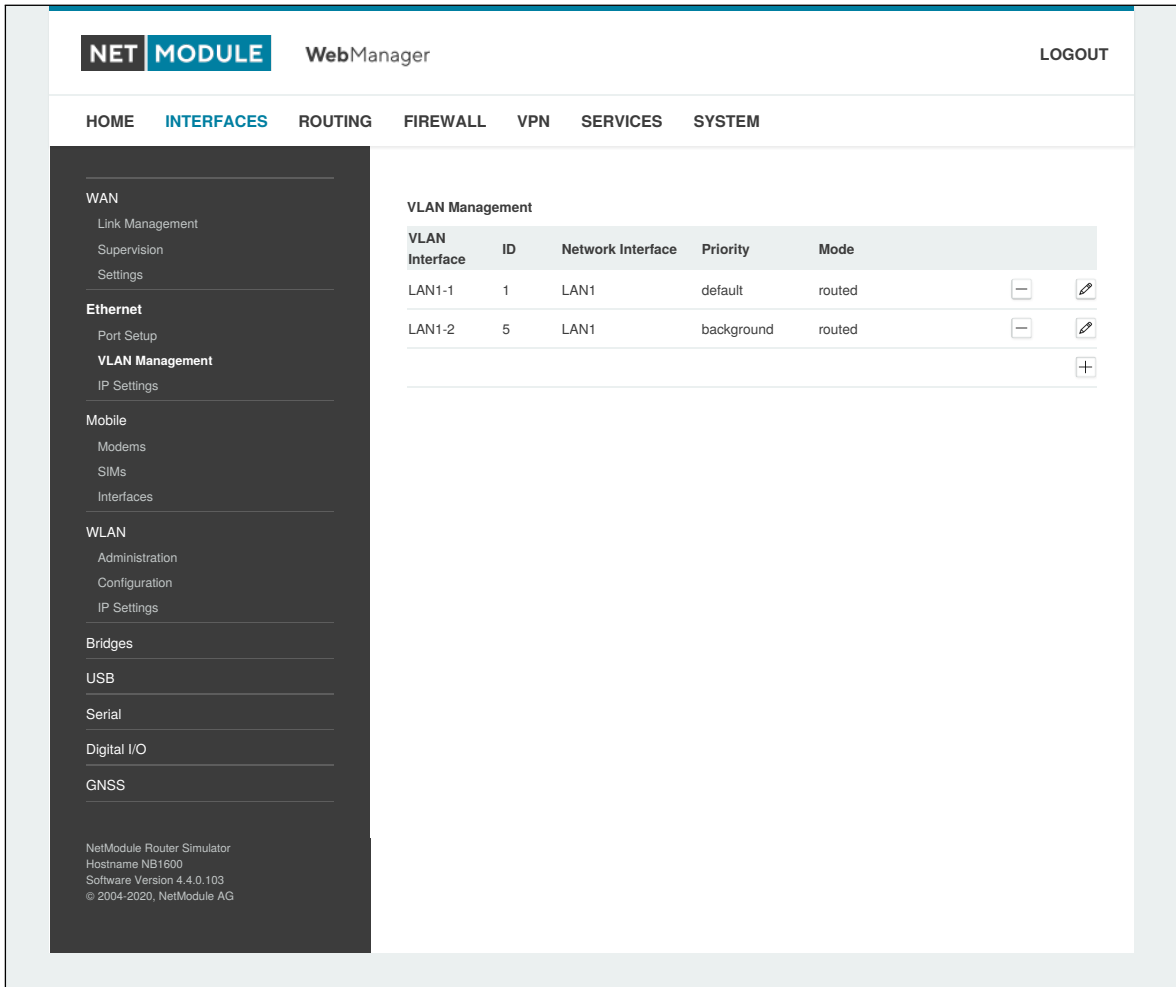 NET MODULE WebManager LOGOUT
HOME INTERFACES ROUTING FIREWALL VPN SERVICES SYSTEM
WAN
Link Management
Supervision
Settings
Ethernet
Port Setup
VLAN Management
IP Settings
Mobile
Modems
SIMs
Interfaces
WLAN
Administration
Configuration
IP Settings
Bridges
USB
Serial
Digital I/O
GNSS
NetModule Router Simulator
Hostname NB1600
Software Version 4.4.0.103
© 2004-2020, NetModule AG
VLAN Management
VLAN Interface ID Network Interface Priority Mode
LAN1-1 1 LAN1 default routed
LAN1-2 5 LAN1 background routed